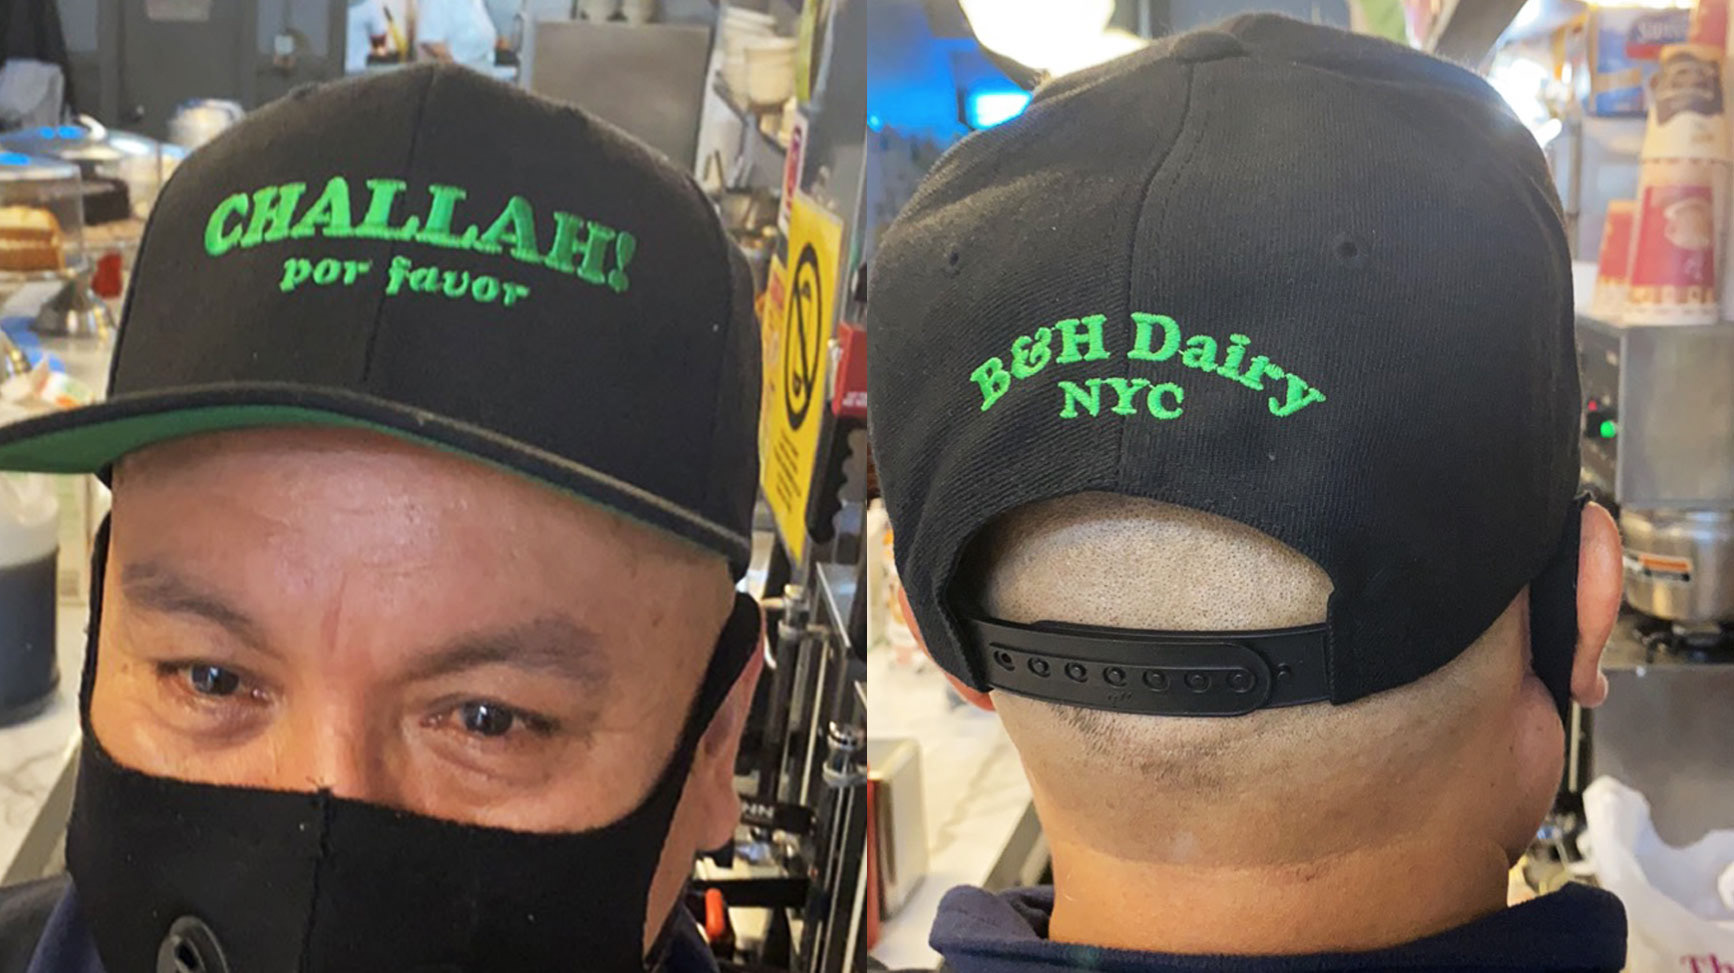 CHALLAH!
por favor
B&H Dairy
NYC